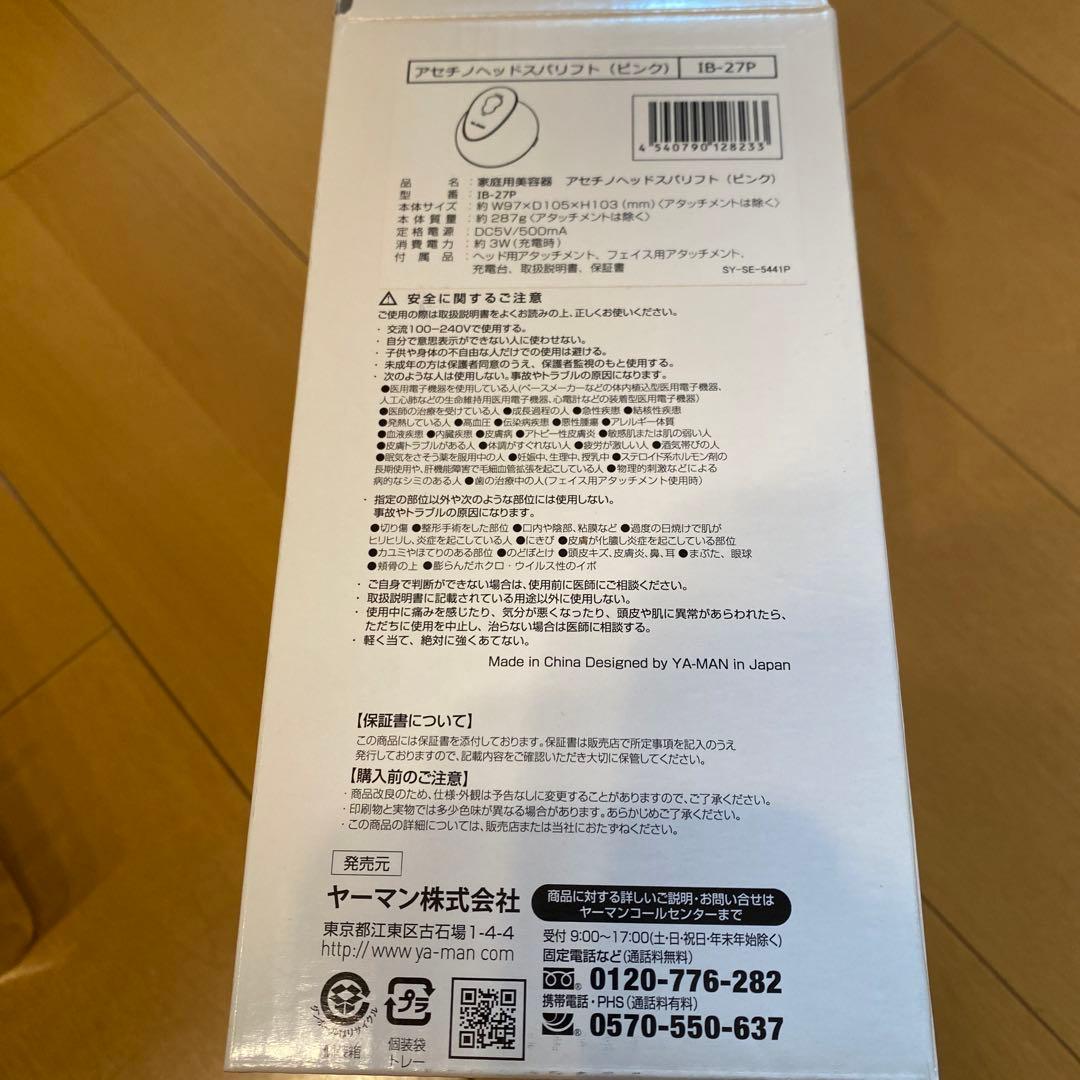 アセチノヘッドスパリフト（ピンク） IB-27P
4 540790 128233
品名：家庭用美容器 アセチノヘッドスパリフト（ピンク）
型番：IB-27P
本体サイズ：約 W97×D105×H103（mm）〈アタッチメントは除く〉
本体質量：約 287g〈アタッチメントは除く〉
定格電源：DC5V/500mA
消費電力：約 3W（充電時）
付属品：ヘッド用アタッチメント、フェイス用アタッチメント、
充電台、取扱説明書、保証書 SY-SE-5441P
安全に関するご注意
ご使用の際は取扱説明書をよくお読みの上、正しくお使いください。
・交流100－240Vで使用する。
・自分で意思表示ができない人に使わせない。
・子供や身体の不自由な人だけでの使用は避ける。
・未成年の方は保護者同意のうえ、保護者監視のもと使用する。
・次のような人は使用しない。事故やトラブルの原因になります。
●医用電子機器を使用している人（ペースメーカーなどの体内植込型医用電子機器、
人工心肺などの生命維持用医用電子機器、心電計などの装着型医用電子機器）
●医師の治療を受けている人 ●成長過程の人 ●急性疾患 ●結核性疾患
●発熱している人 ●高血圧 ●伝染病疾患 ●悪性腫瘍 ●アレルギー体質
●血液疾患 ●内臓疾患 ●皮膚病 ●アトピー性皮膚炎 ●敏感肌または肌の弱い人
●皮膚トラブルがある人 ●体調がすぐれない人 ●疲労が激しい人 ●酒気帯びの人
●眠気をさそう薬を服用中の人 ●妊娠中、生理中、授乳中 ●ステロイド系ホルモン剤の
長期使用や、肝機能障害で毛細血管拡張を起こしている人 ●物理的刺激などによる
病的なシミのある人 ●歯の治療中の人（フェイス用アタッチメント使用時）
・指定の部位以外や次のような部位には使用しない。
事故やトラブルの原因になります。
●切り傷 ●整形手術をした部位 ●口内や陰部、粘膜など ●過度の日焼けで肌が
ヒリヒリし、炎症を起こしている人 ●にきび ●皮膚が化膿し炎症を起こしている部位
●カユミやほてりのある部位 ●のどぼとけ ●頭皮キズ、皮膚炎、鼻、耳 ●まぶた、眼球
●頬骨の上 ●膨らんだホクロ・ウイルス性のイボ
・ご自身で判断ができない場合は、使用前に医師にご相談ください。
・取扱説明書に記載されている用途以外に使用しない。
・使用中に痛みを感じたり、気分が悪くなったり、頭皮や肌に異常があらわれたら、
ただちに使用を中止し、治らない場合は医師に相談する。
・軽く当て、絶対に強くあてない。
Made in China Designed by YA-MAN in Japan
【保証書について】
この商品には保証書を添付しております。保証書は販売店で所定事項を記入のうえ
発行しておりますので、記載内容をご確認いただき大切に保管してください。
【購入前のご注意】
・商品改良のため、仕様・外観は予告なしに変更することがありますので、ご了承ください。
・印刷物と実物では多少色味が異なる場合があります。あらかじめご了承ください。
・この商品の詳細については、販売店または当社におたずねください。
発売元
ヤーマン株式会社
東京都江東区古石場1-4-4
http://www.ya-man.com
商品に対する詳しいご説明・お問い合せは
ヤーマンコールセンターまで
受付 9:00～17:00（土・日・祝日・年末年始除く）
固定電話など（通話料無料）
0120-776-282
携帯電話・PHS（通話料有料）
0570-550-637
ダンボールはリサイクル
プラ
個装袋
トレー